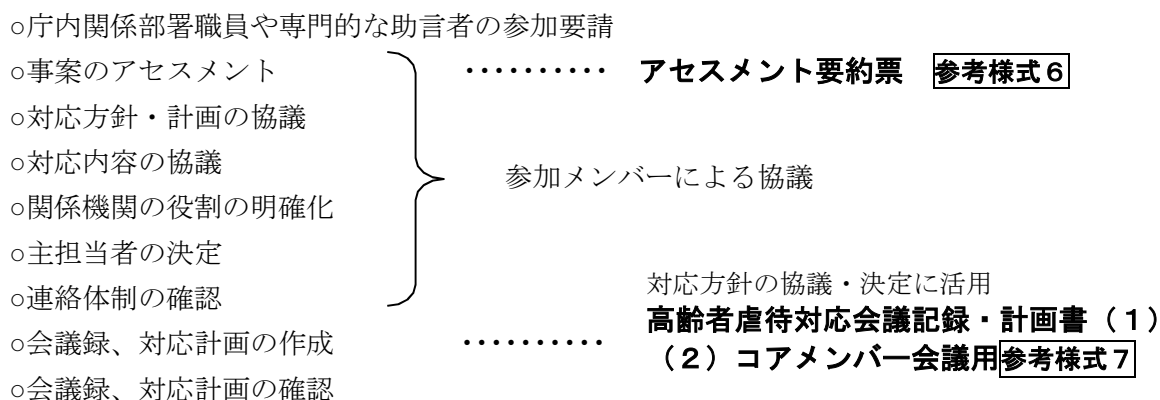 ○庁内関係部署職員や専門的な助言者の参加要請
○事案のアセスメント ･･････････ アセスメント要約票 参考様式６
○対応方針・計画の協議
○対応内容の協議
参加メンバーによる協議
○関係機関の役割の明確化
○主担当者の決定
○連絡体制の確認
対応方針の協議・決定に活用
高齢者虐待対応会議記録・計画書（１）
○会議録、対応計画の作成 ･･････････ （２）コアメンバー会議用参考様式７
○会議録、対応計画の確認